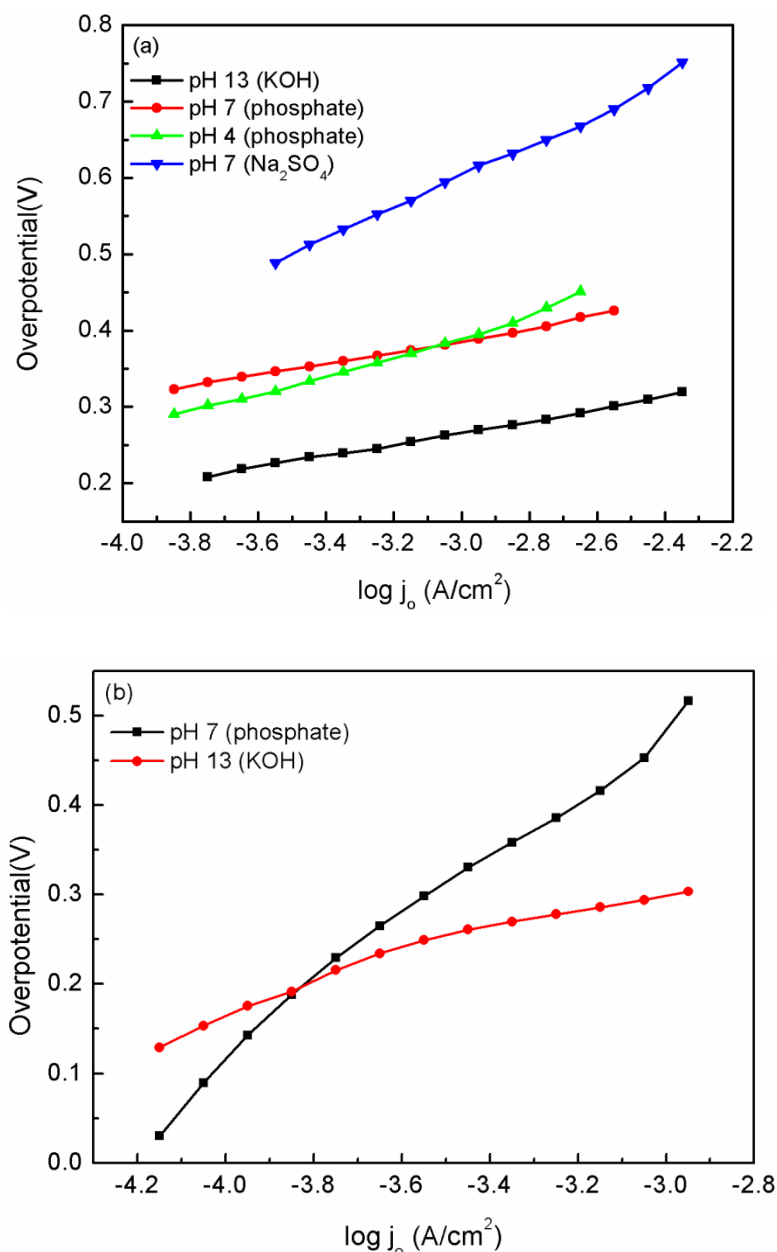 (a)
pH 13 (KOH)
pH 7 (phosphate)
pH 4 (phosphate)
pH 7 (Na₂SO₄)
Overpotential(V)
0.8
0.7
0.6
0.5
0.4
0.3
0.2
-4.0 -3.8 -3.6 -3.4 -3.2 -3.0 -2.8 -2.6 -2.4 -2.2
log jₒ (A/cm²)
(b)
pH 7 (phosphate)
pH 13 (KOH)
Overpotential(V)
0.5
0.4
0.3
0.2
0.1
0.0
-4.2 -4.0 -3.8 -3.6 -3.4 -3.2 -3.0 -2.8
log jₒ (A/cm²)